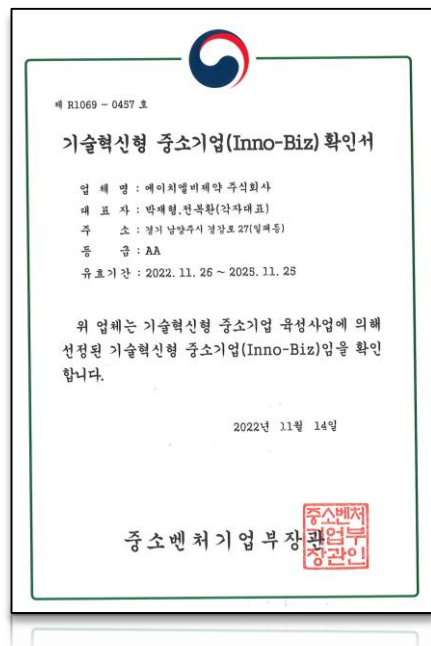 제 R1069 - 0457 호
기술혁신형 중소기업(Inno-Biz) 확인서
업 체 명 : 에이치엘비제약 주식회사
대 표 자 : 박재형,전복환(각자대표)
주 소 : 경기 남양주시 경강로 27(일패동)
등 급 : AA
유효기간 : 2022. 11. 26 ~ 2025. 11. 25
위 업체는 기술혁신형 중소기업 육성사업에 의해
선정된 기술혁신형 중소기업(Inno-Biz)임을 확인
합니다.
2022년 11월 14일
중소벤처기업부장관
중소벤처
기업부
장관인